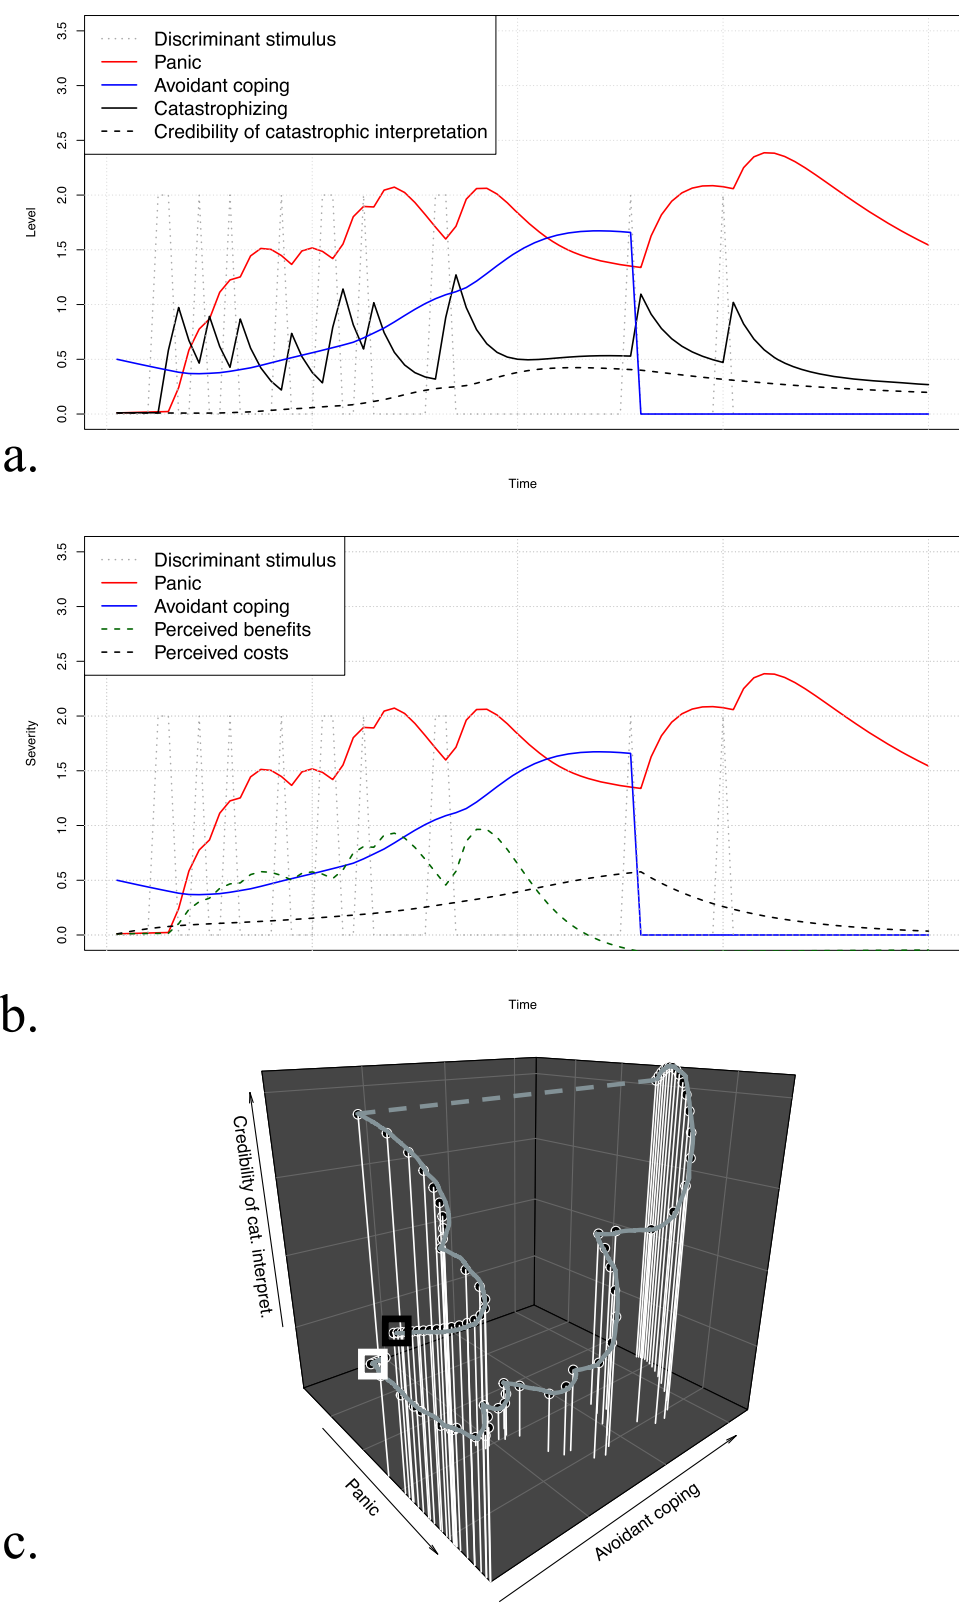 Discriminant stimulus
Panic
Avoidant coping
Catastrophizing
Credibility of catastrophic interpretation
3.5
3.0
2.5
2.0
1.5
1.0
0.5
0.0
Level
Time
a.
Discriminant stimulus
Panic
Avoidant coping
Perceived benefits
Perceived costs
3.5
3.0
2.5
2.0
1.5
1.0
0.5
0.0
Severity
Time
b.
Credibility of cat. interpret.
Panic
Avoidant coping
c.